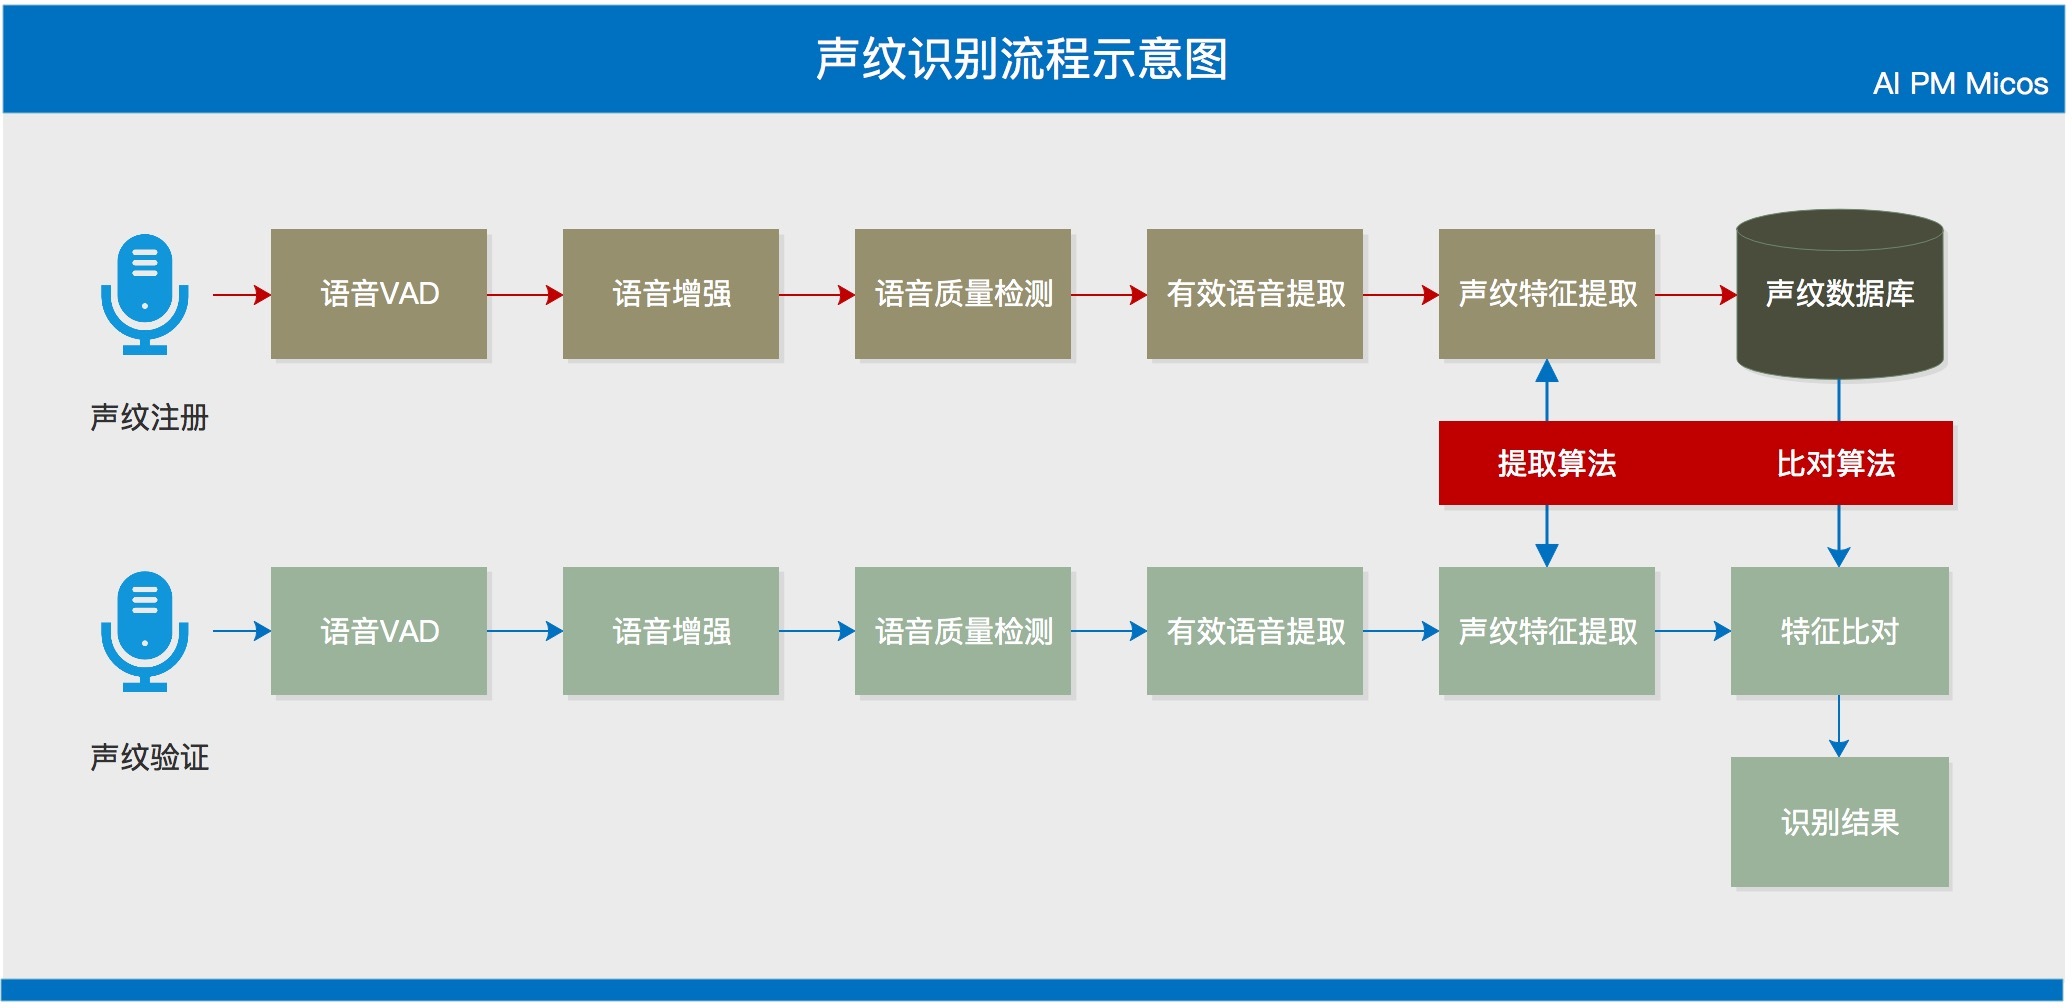 声纹识别流程示意图
AI PM Micos
语音VAD
语音增强
语音质量检测
有效语音提取
声纹特征提取
声纹数据库
声纹注册
提取算法
比对算法
语音VAD
语音增强
语音质量检测
有效语音提取
声纹特征提取
特征比对
声纹验证
识别结果